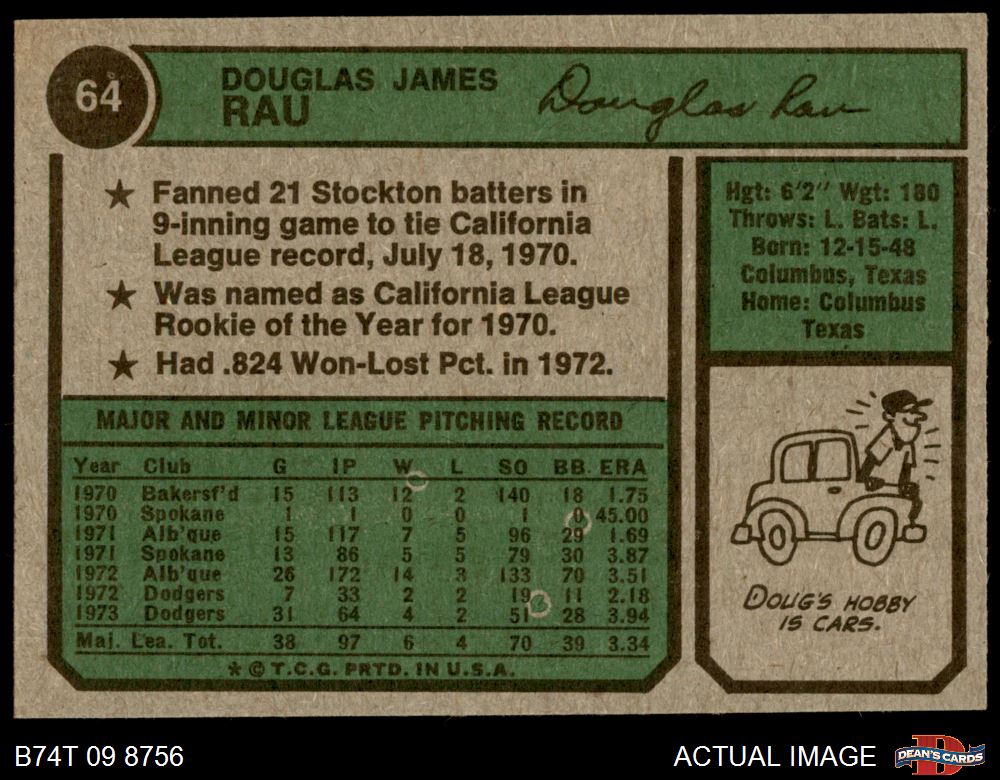 64
DOUGLAS JAMES
RAU
Douglas Rau
★ Fanned 21 Stockton batters in
9-inning game to tie California
League record, July 18, 1970.
★ Was named as California League
Rookie of the Year for 1970.
★ Had .824 Won-Lost Pct. in 1972.
Hgt: 6'2" Wgt: 180
Throws: L. Bats: L.
Born: 12-15-48
Columbus, Texas
Home: Columbus
Texas
MAJOR AND MINOR LEAGUE PITCHING RECORD
Year Club G IP W L SO BB. ERA
1970 Bakersf'd 15 113 12 2 140 18 1.75
1970 Spokane 1 1 0 0 1 0 45.00
1971 Alb'que 15 117 7 5 96 29 1.69
1971 Spokane 13 86 5 5 79 30 3.87
1972 Alb'que 26 172 14 3 133 70 3.51
1972 Dodgers 7 33 2 2 19 11 2.18
1973 Dodgers 31 64 4 2 51 28 3.94
Maj. Lea. Tot. 38 97 6 4 70 39 3.34
* © T.C.G. PRTD. IN U.S.A.
DOUG'S HOBBY
IS CARS.
B74T 09 8756
ACTUAL IMAGE
DEAN'S CARDS